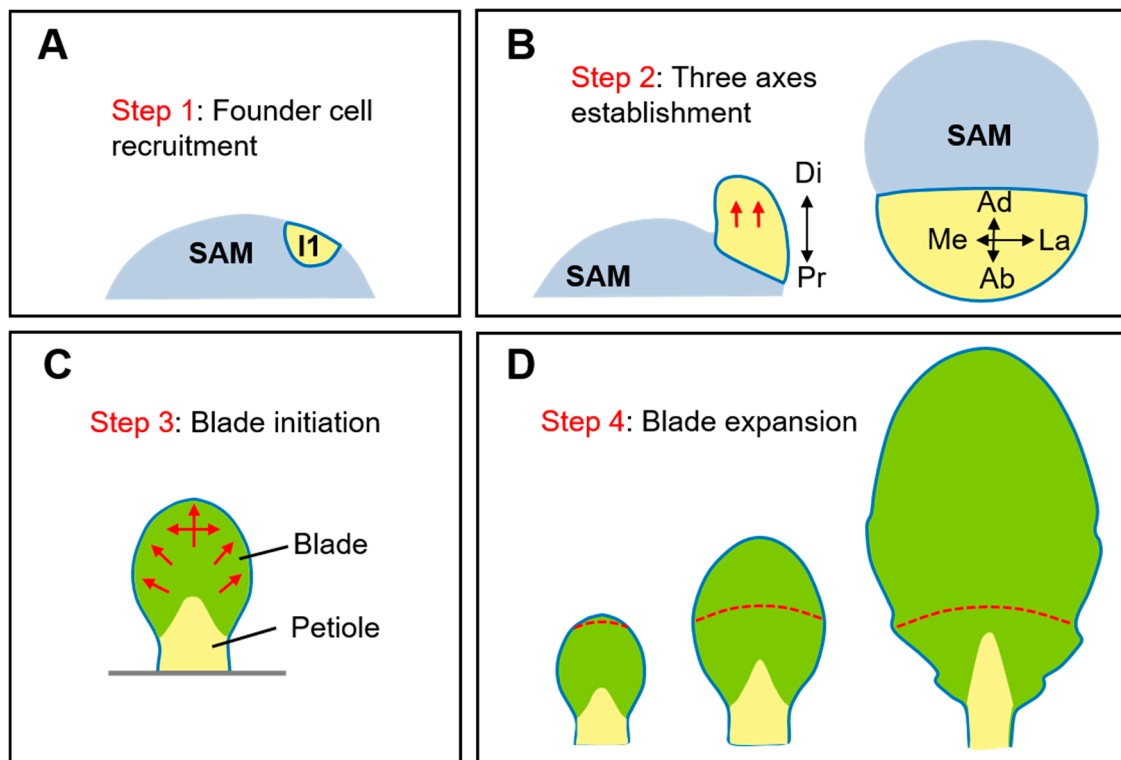 A
Step 1: Founder cell
recruitment
SAM
I1
B
Step 2: Three axes
establishment
SAM
Di
Pr
SAM
Ad
Me
La
Ab
C
Step 3: Blade initiation
Blade
Petiole
D
Step 4: Blade expansion